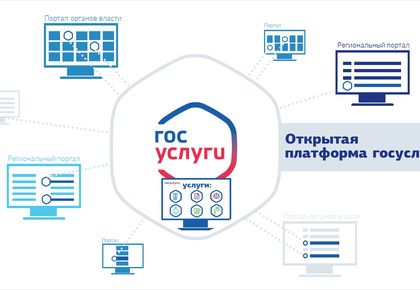 Портал органов власти
Портал
Региональный портал
гос
услуги
Открытая
платформа госусл
Региональный портал
услуги:
Портал органов власти
Портал